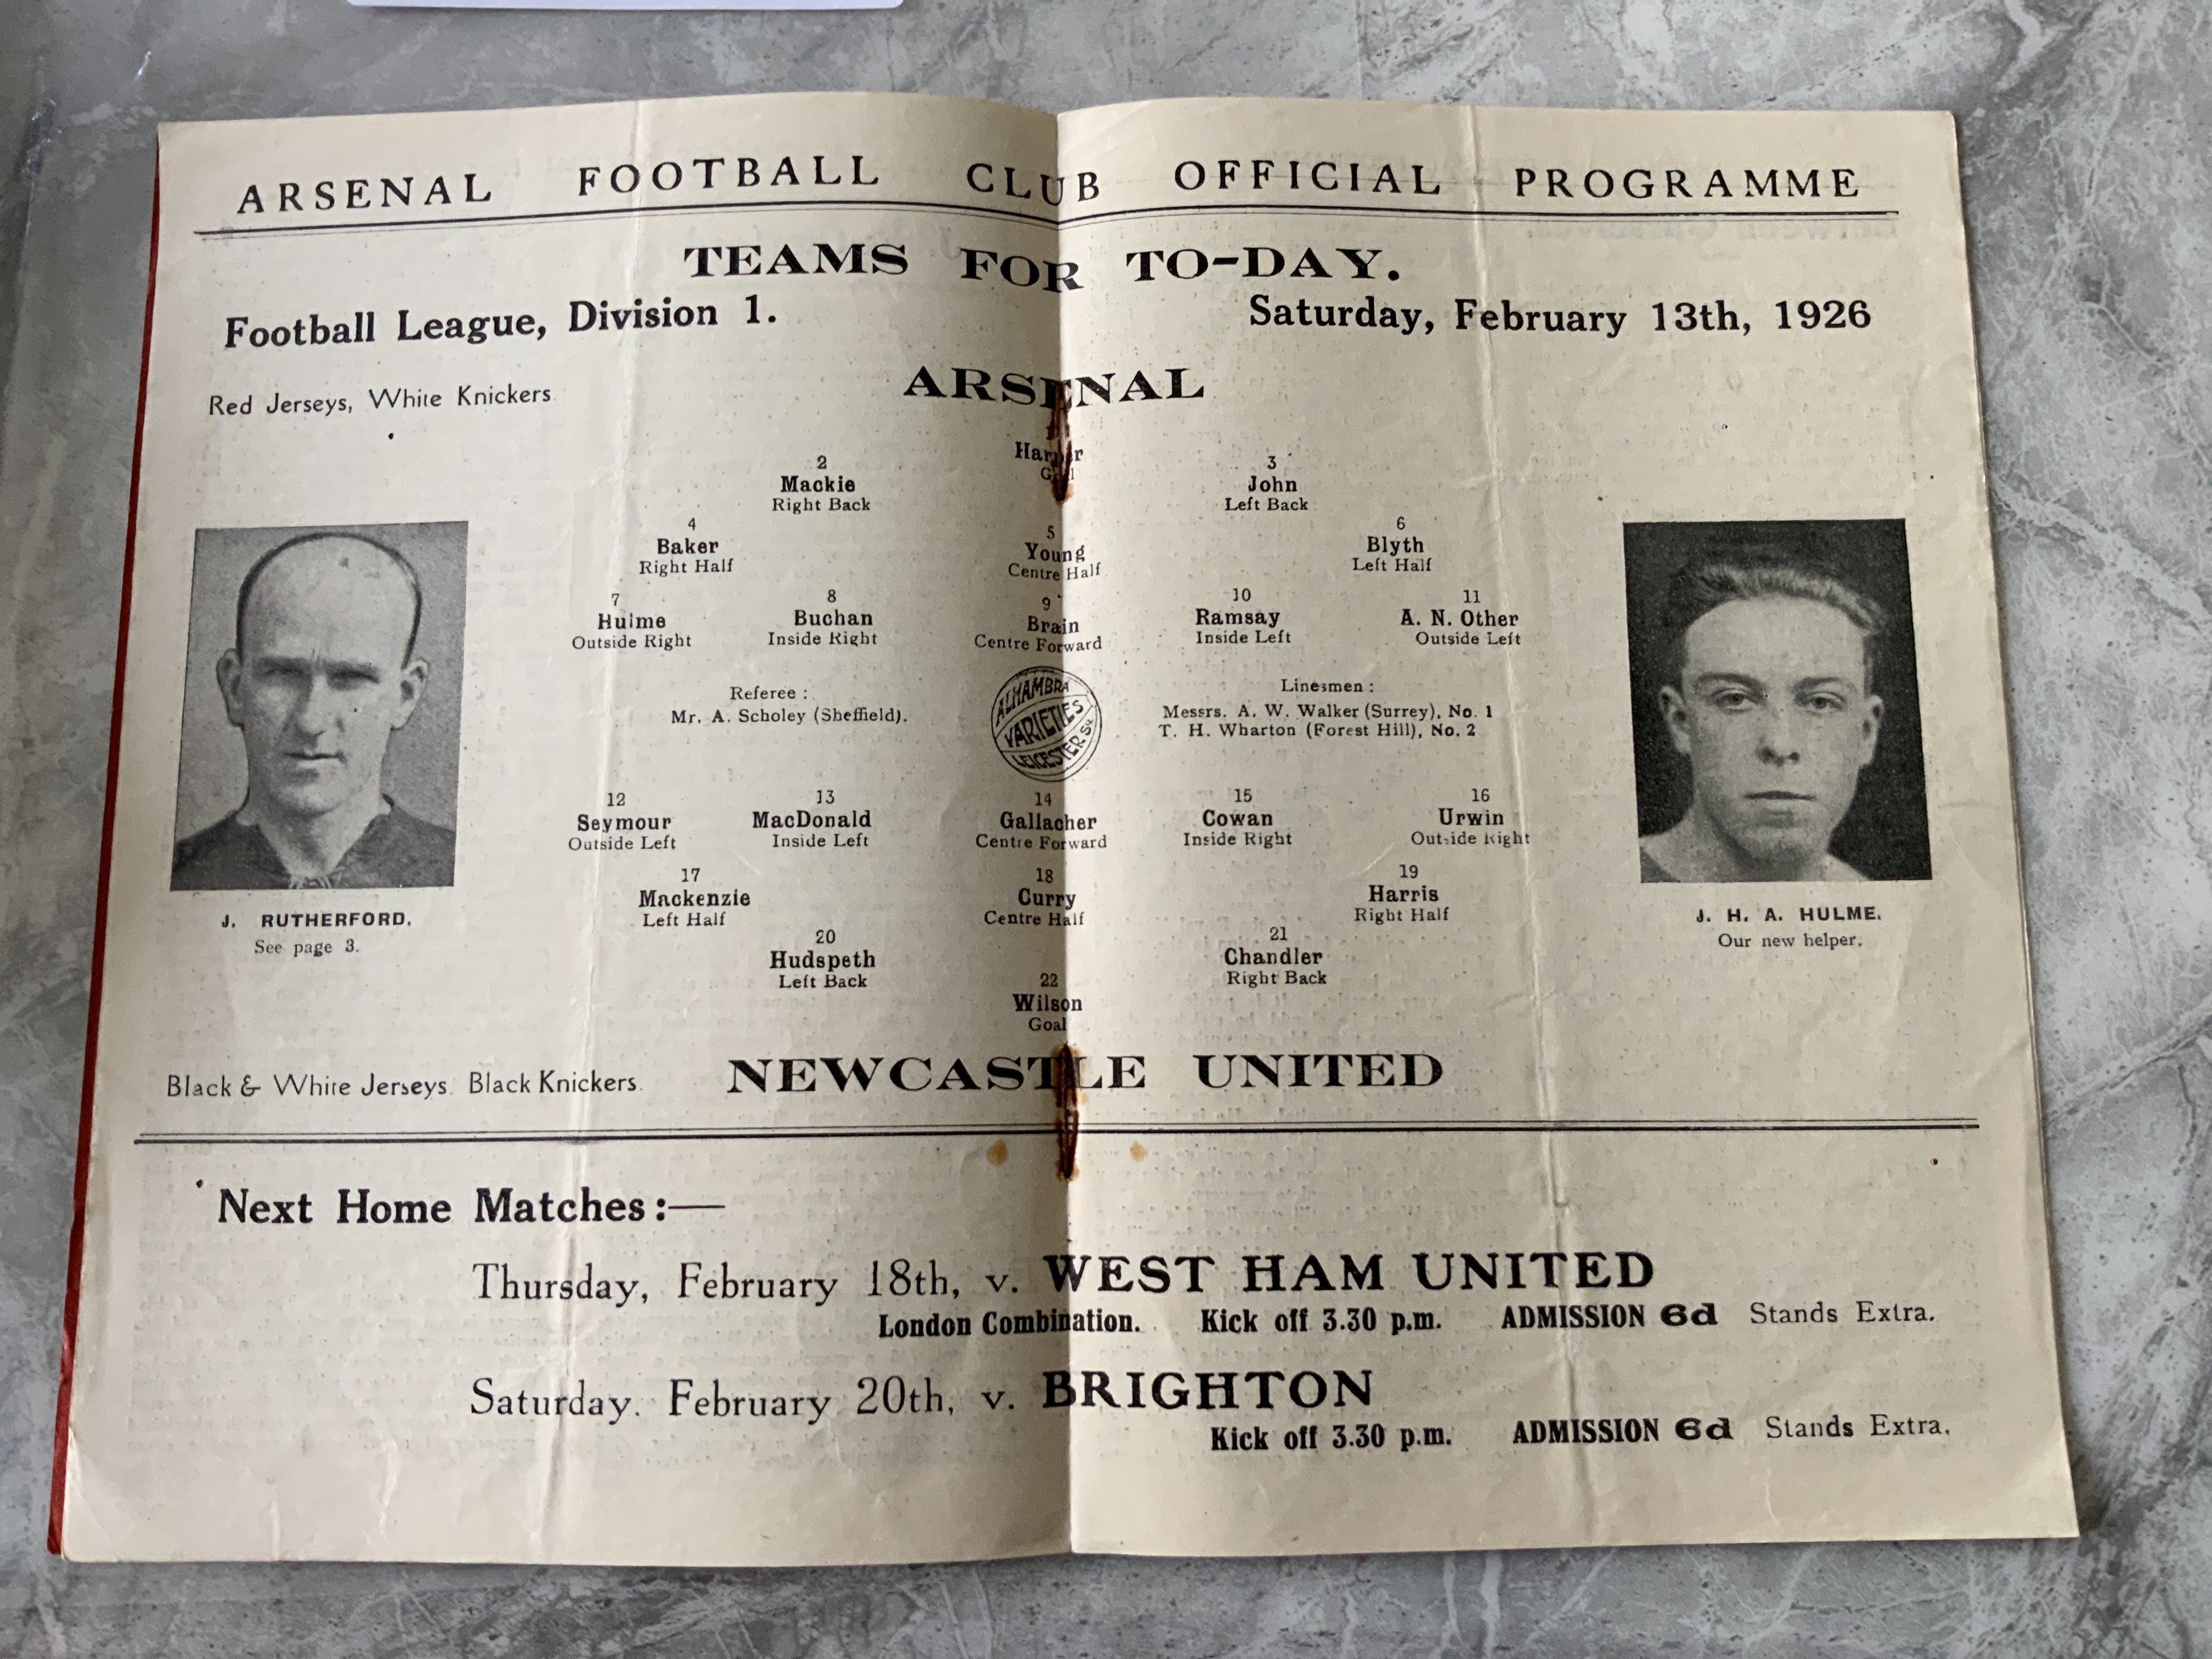 ARSENAL FOOTBALL CLUB OFFICIAL PROGRAMME
TEAMS FOR TO-DAY.
Football League, Division 1. Saturday, February 13th, 1926
ARSENAL
Red Jerseys, White Knickers
1
Harper
Goal
2 3
Mackie John
Right Back Left Back
4 5 6
Baker Young Blyth
Right Half Centre Half Left Half
7 8 9 10 11
Hulme Buchan Brain Ramsay A. N. Other
Outside Right Inside Right Centre Forward Inside Left Outside Left
Referee : Linesmen :
Mr. A. Scholey (Sheffield). Messrs. A. W. Walker (Surrey), No. 1
T. H. Wharton (Forest Hill), No. 2
ALHAMBRA
VARIETIES
LEICESTER SQ.
12 13 14 15 16
Seymour MacDonald Gallacher Cowan Urwin
Outside Left Inside Left Centre Forward Inside Right Outside Right
17 18 19
Mackenzie Curry Harris
Left Half Centre Half Right Half
20 21
Hudspeth Chandler
Left Back Right Back
22
Wilson
Goal
J. RUTHERFORD.
See page 3.
J. H. A. HULME.
Our new helper.
Black & White Jerseys. Black Knickers. NEWCASTLE UNITED
Next Home Matches :—
Thursday, February 18th, v. WEST HAM UNITED
London Combination. Kick off 3.30 p.m. ADMISSION 6d Stands Extra.
Saturday. February 20th, v. BRIGHTON
Kick off 3.30 p.m. ADMISSION 6d Stands Extra.